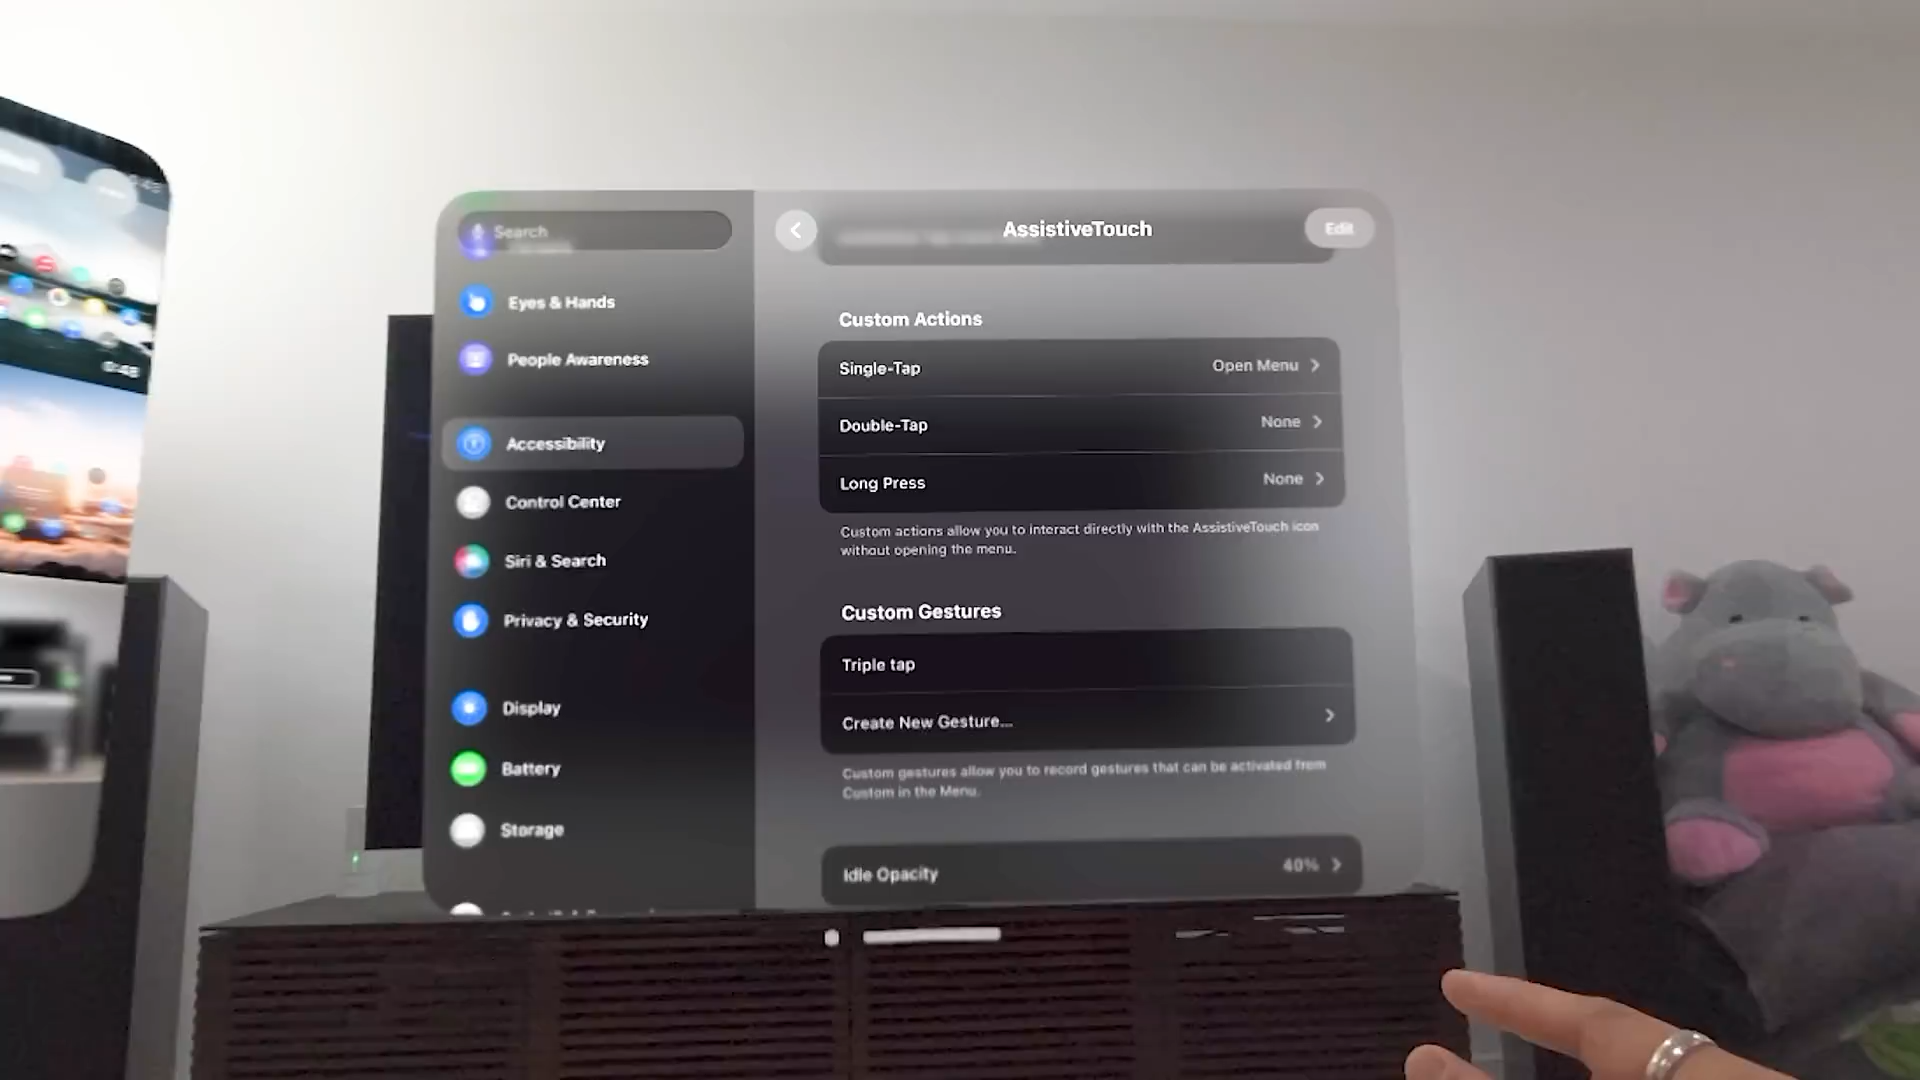 0:48
Search
Eyes & Hands
People Awareness
Accessibility
Control Center
Siri & Search
Privacy & Security
Display
Battery
Storage
AssistiveTouch
Edit
Custom Actions
Single-Tap
Open Menu
Double-Tap
None
Long Press
None
Custom actions allow you to interact directly with the AssistiveTouch icon
without opening the menu.
Custom Gestures
Triple tap
Create New Gesture...
Custom gestures allow you to record gestures that can be activated from
Custom in the Menu.
Idle Opacity
40%